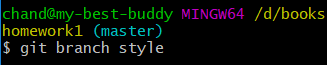 chand@my-best-buddy MINGW64 /d/books
homework1 (master)
$ git branch style